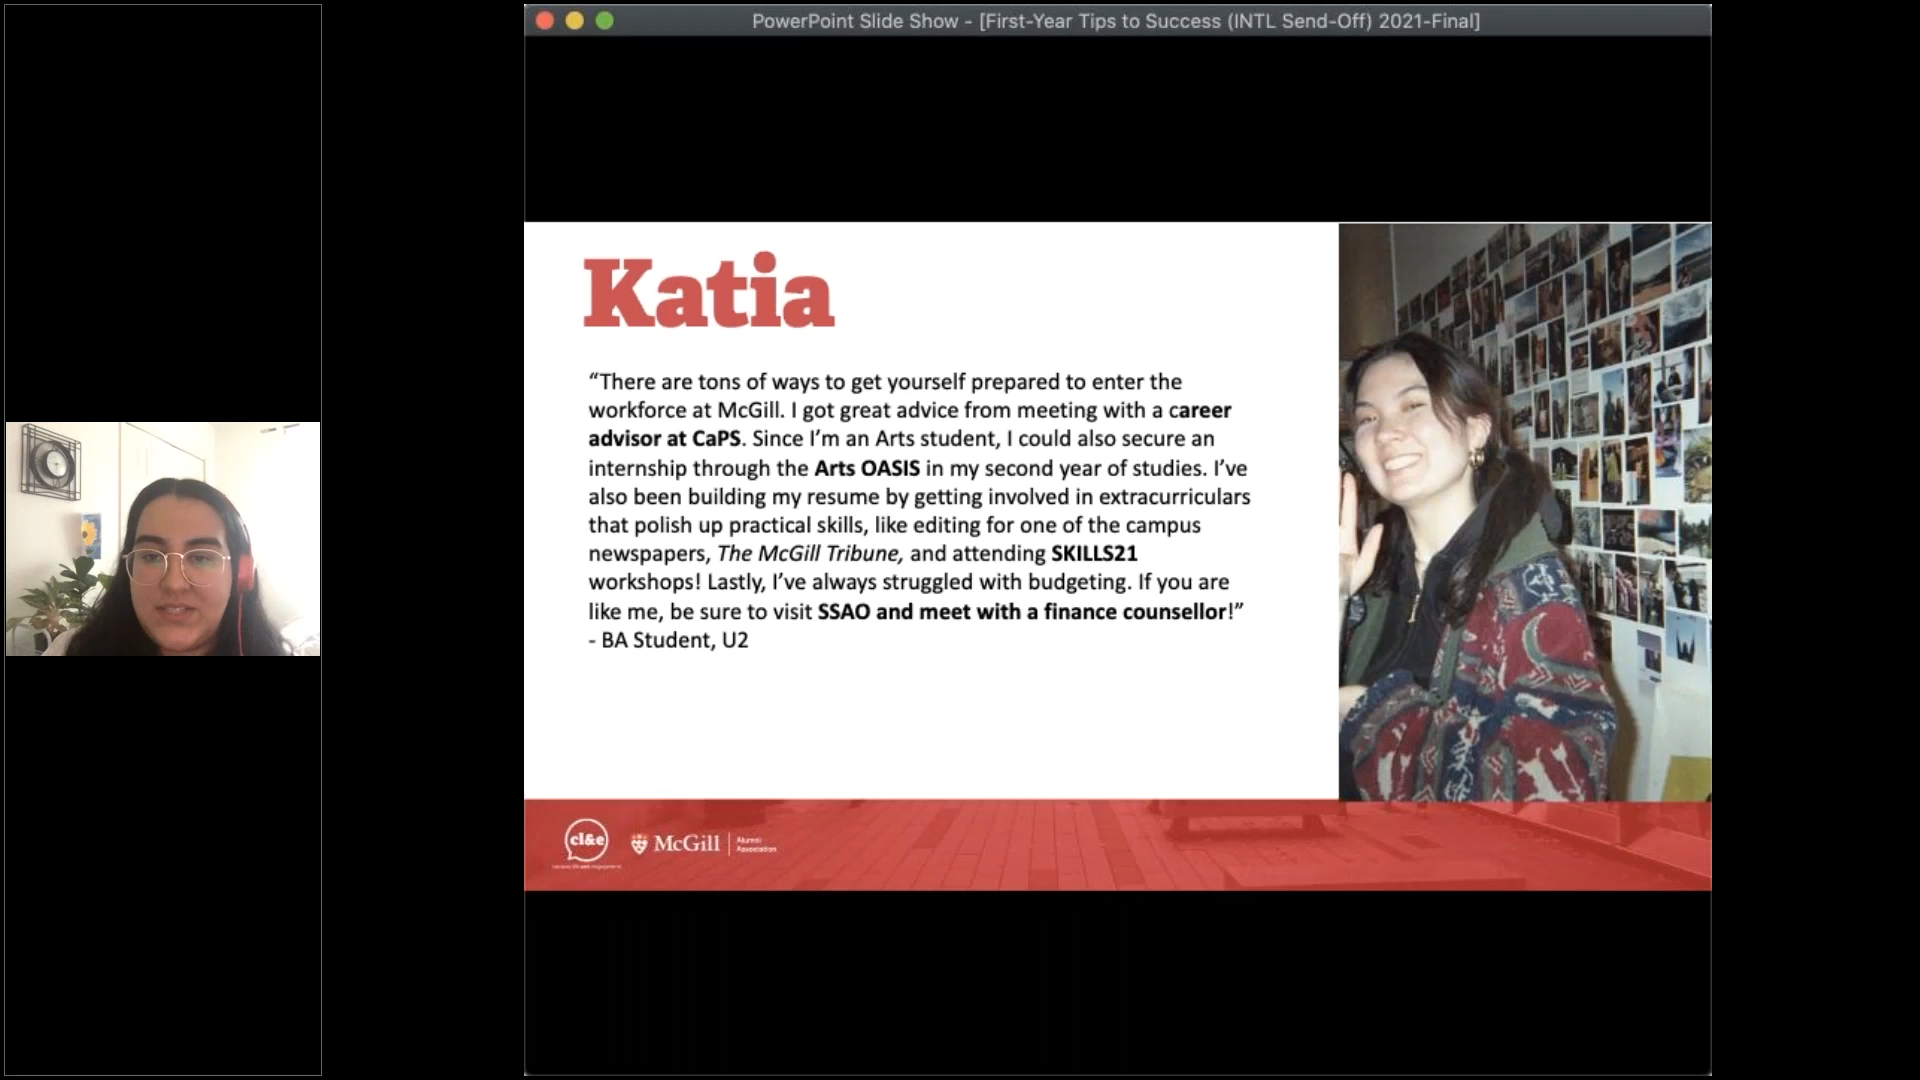 PowerPoint Slide Show - [First-Year Tips to Success (INTL Send-Off) 2021-Final]
Katia
“There are tons of ways to get yourself prepared to enter the
workforce at McGill. I got great advice from meeting with a career
advisor at CaPS. Since I’m an Arts student, I could also secure an
internship through the Arts OASIS in my second year of studies. I’ve
also been building my resume by getting involved in extracurriculars
that polish up practical skills, like editing for one of the campus
newspapers, The McGill Tribune, and attending SKILLS21
workshops! Lastly, I’ve always struggled with budgeting. If you are
like me, be sure to visit SSAO and meet with a finance counsellor!”
- BA Student, U2
cl&e
McGill
Alumni
Association